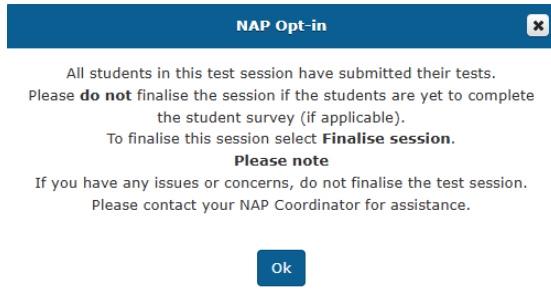 NAP Opt-in
All students in this test session have submitted their tests.
Please do not finalise the session if the students are yet to complete
the student survey (if applicable).
To finalise this session select Finalise session.
Please note
If you have any issues or concerns, do not finalise the test session.
Please contact your NAP Coordinator for assistance.
Ok